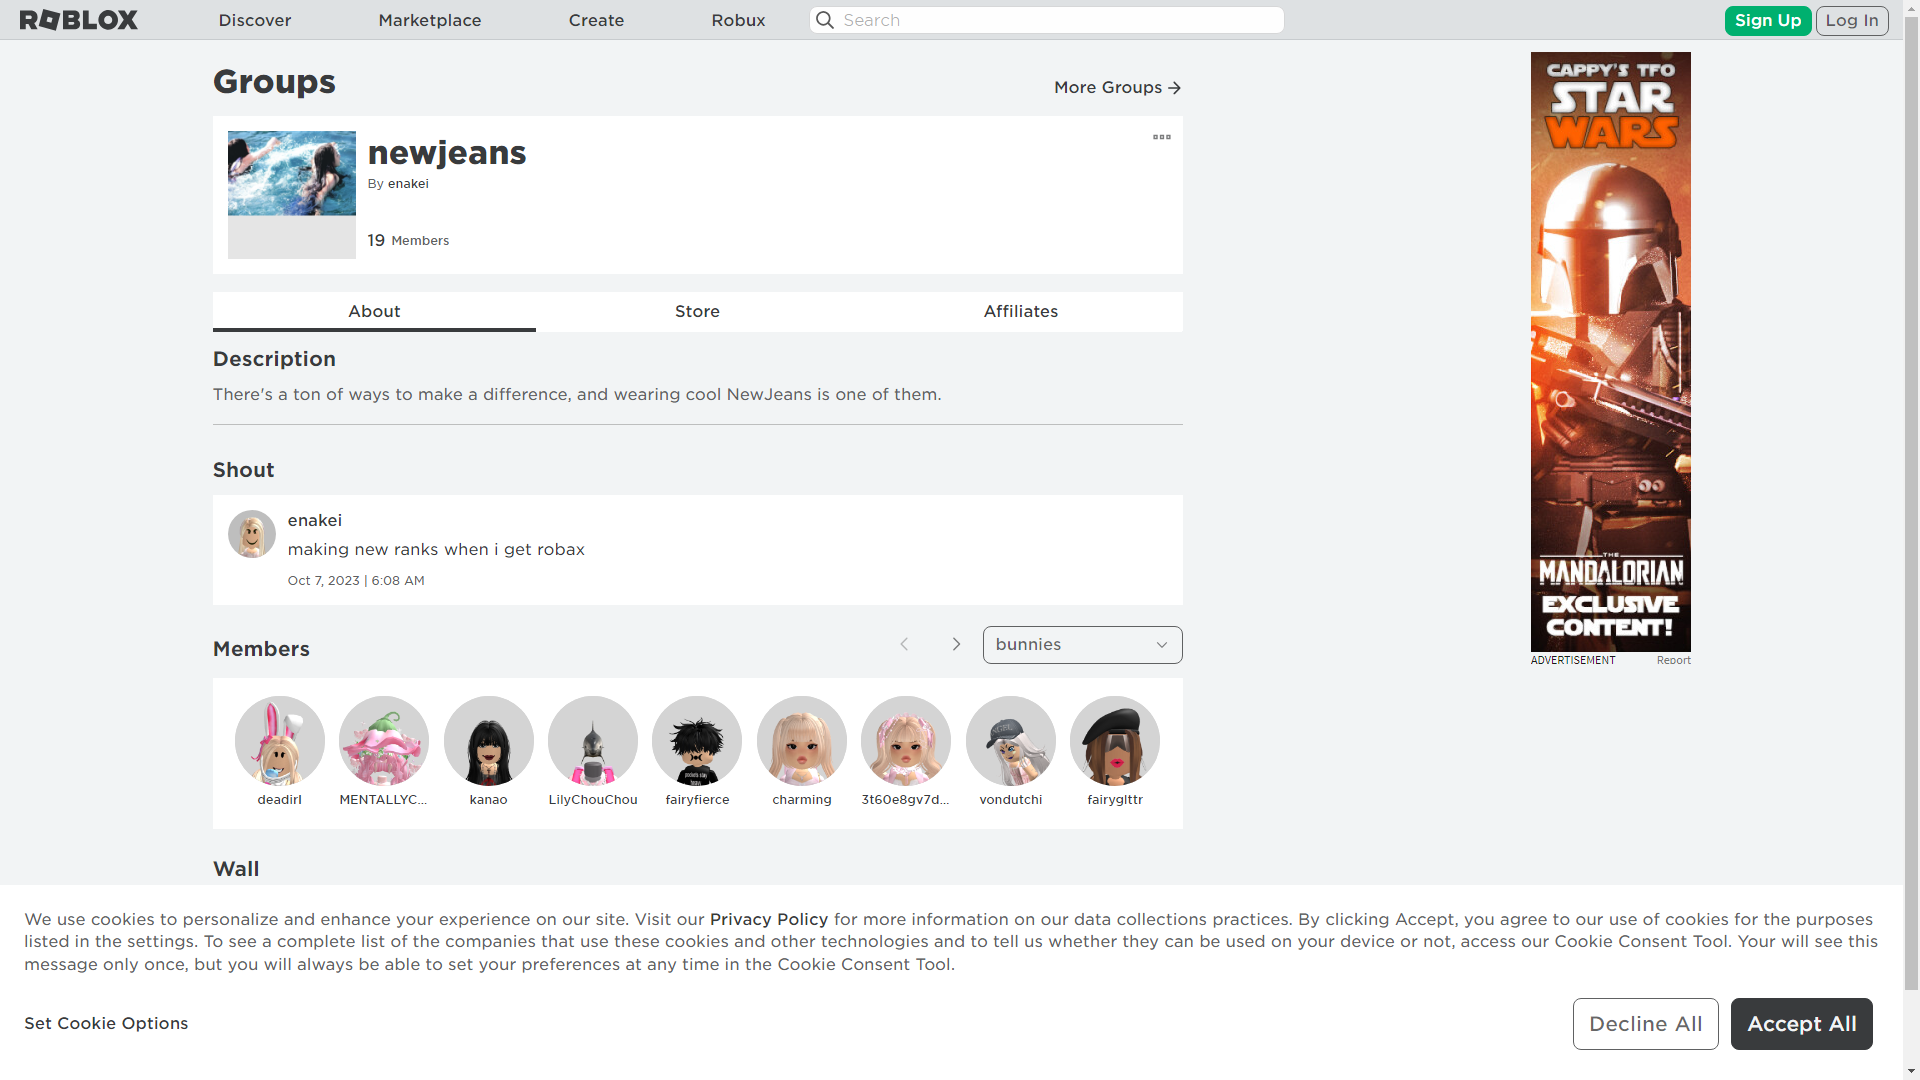 ROBLOX
Discover
Marketplace
Create
Robux
Search
Sign Up
Log In
Groups
More Groups
newjeans
By enakei
19 Members
About
Store
Affiliates
Description
There's a ton of ways to make a difference, and wearing cool NewJeans is one of them.
Shout
enakei
making new ranks when i get robax
Oct 7, 2023 | 6:08 AM
Members
bunnies
deadirl
MENTALLYC...
kanao
LilyChouChou
fairyfierce
charming
3t60e8gv7d...
vondutchi
fairyglttr
Wall
CAPPY'S TFO
STAR
WARS
THE
MANDALORIAN
EXCLUSIVE
CONTENT!
ADVERTISEMENT
Report
We use cookies to personalize and enhance your experience on our site. Visit our Privacy Policy for more information on our data collections practices. By clicking Accept, you agree to our use of cookies for the purposes
listed in the settings. To see a complete list of the companies that use these cookies and other technologies and to tell us whether they can be used on your device or not, access our Cookie Consent Tool. Your will see this
message only once, but you will always be able to set your preferences at any time in the Cookie Consent Tool.
Set Cookie Options
Decline All
Accept All